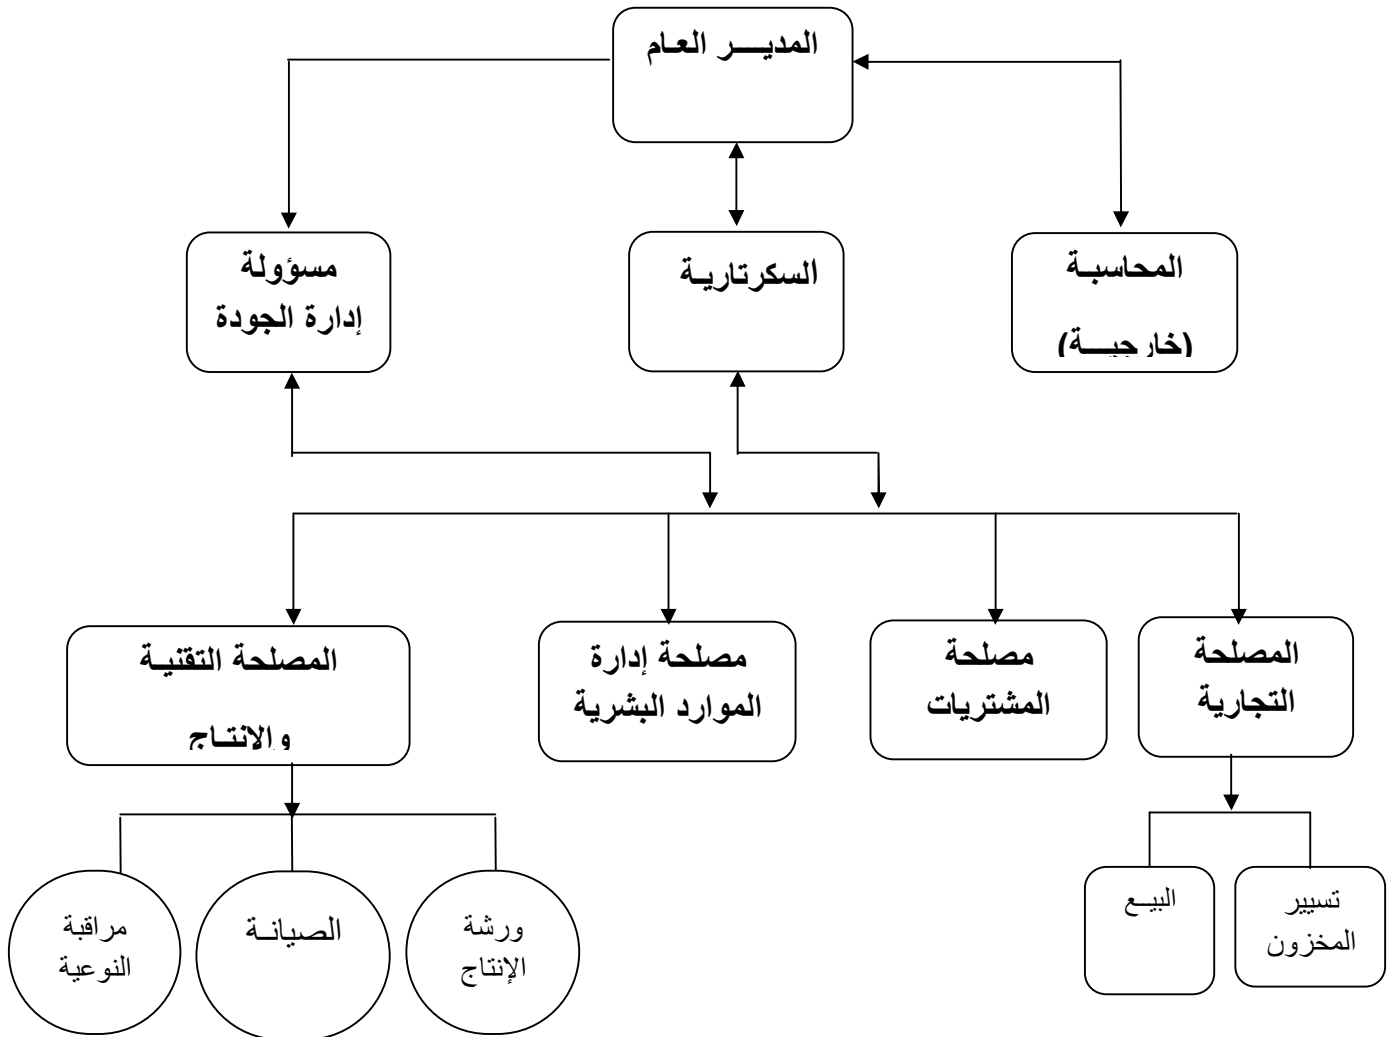 المديـــر العـام
المحاسبـة
(خارجيــة)
السكرتاريـة
مسؤولة
إدارة الجودة
المصلحة
التجارية
مصلحة
المشتريات
مصلحة إدارة
الموارد البشرية
المصلحة التقنيـة
والانتـاج
تسيير
المخزون
البيـع
ورشة
الإنتاج
الصيانـة
مراقبة
النوعية